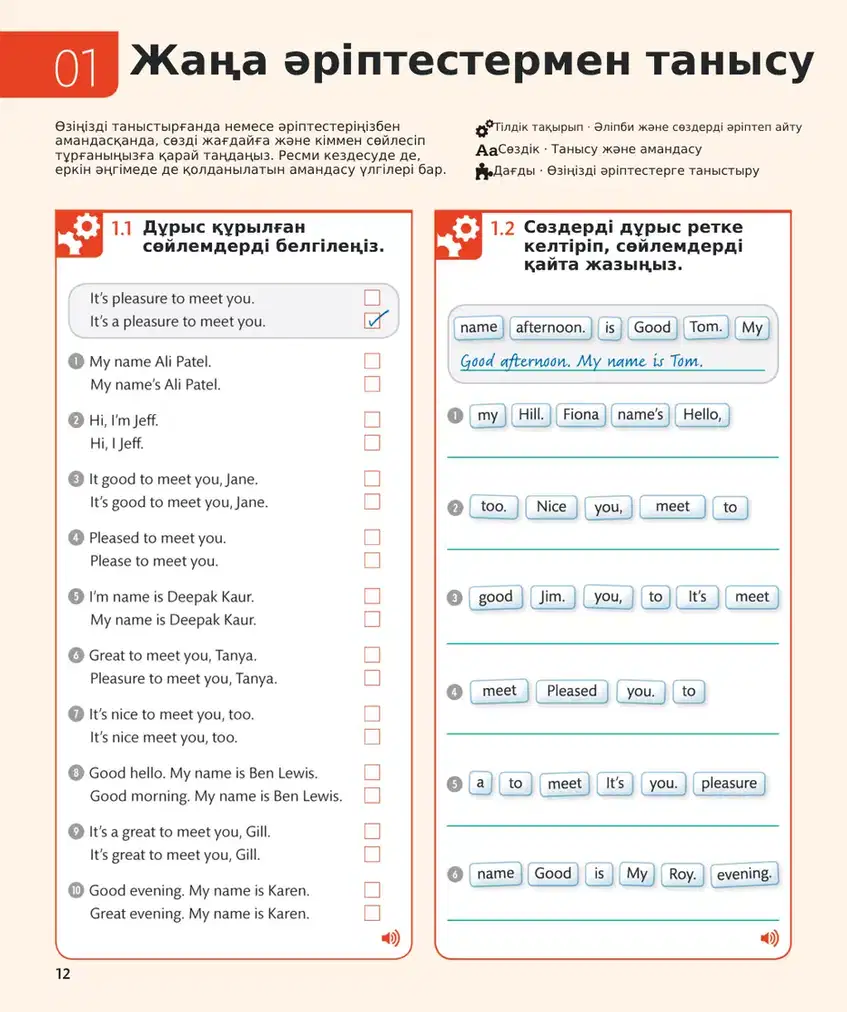 01 Жаңа әріптестермен танысу
Өзіңізді таныстырғанда немесе әріптестеріңізбен
амандасқанда, сөзді жағдайға және кіммен сөйлесіп
тұрғаныңызға қарай таңдаңыз. Ресми кездесуде де,
еркін әңгімеде де қолданылатын амандасу үлгілері бар.
Тілдік тақырып · Әліпби және сөздерді әріптеп айту
Aa Сөздік · Танысу және амандасу
Дағды · Өзіңізді әріптестерге таныстыру
1.1 Дұрыс құрылған
сөйлемдерді белгілеңіз.
It's pleasure to meet you.
It's a pleasure to meet you.
1 My name Ali Patel.
My name's Ali Patel.
2 Hi, I'm Jeff.
Hi, I Jeff.
3 It good to meet you, Jane.
It's good to meet you, Jane.
4 Pleased to meet you.
Please to meet you.
5 I'm name is Deepak Kaur.
My name is Deepak Kaur.
6 Great to meet you, Tanya.
Pleasure to meet you, Tanya.
7 It's nice to meet you, too.
It's nice meet you, too.
8 Good hello. My name is Ben Lewis.
Good morning. My name is Ben Lewis.
9 It's a great to meet you, Gill.
It's great to meet you, Gill.
10 Good evening. My name is Karen.
Great evening. My name is Karen.
1.2 Сөздерді дұрыс ретке
келтіріп, сөйлемдерді
қайта жазыңыз.
name afternoon. is Good Tom. My
Good afternoon. My name is Tom.
1 my Hill. Fiona name's Hello,
2 too. Nice you, meet to
3 good Jim. you, to It's meet
4 meet Pleased you. to
5 a to meet It's you. pleasure
6 name Good is My Roy. evening.
12